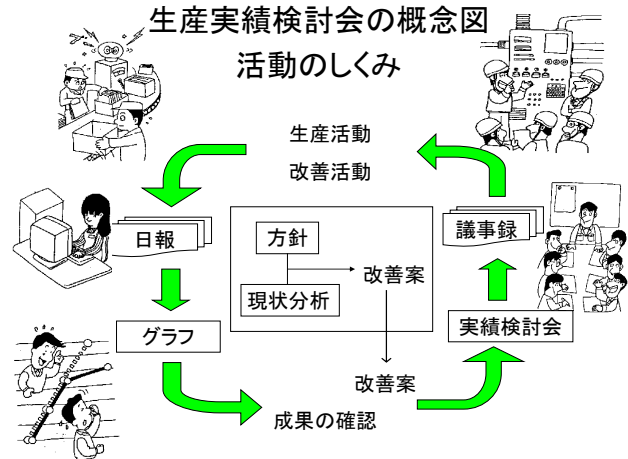 生産実績検討会の概念図
活動のしくみ
生産活動
改善活動
日報
方針
議事録
改善案
現状分析
グラフ
実績検討会
改善案
成果の確認